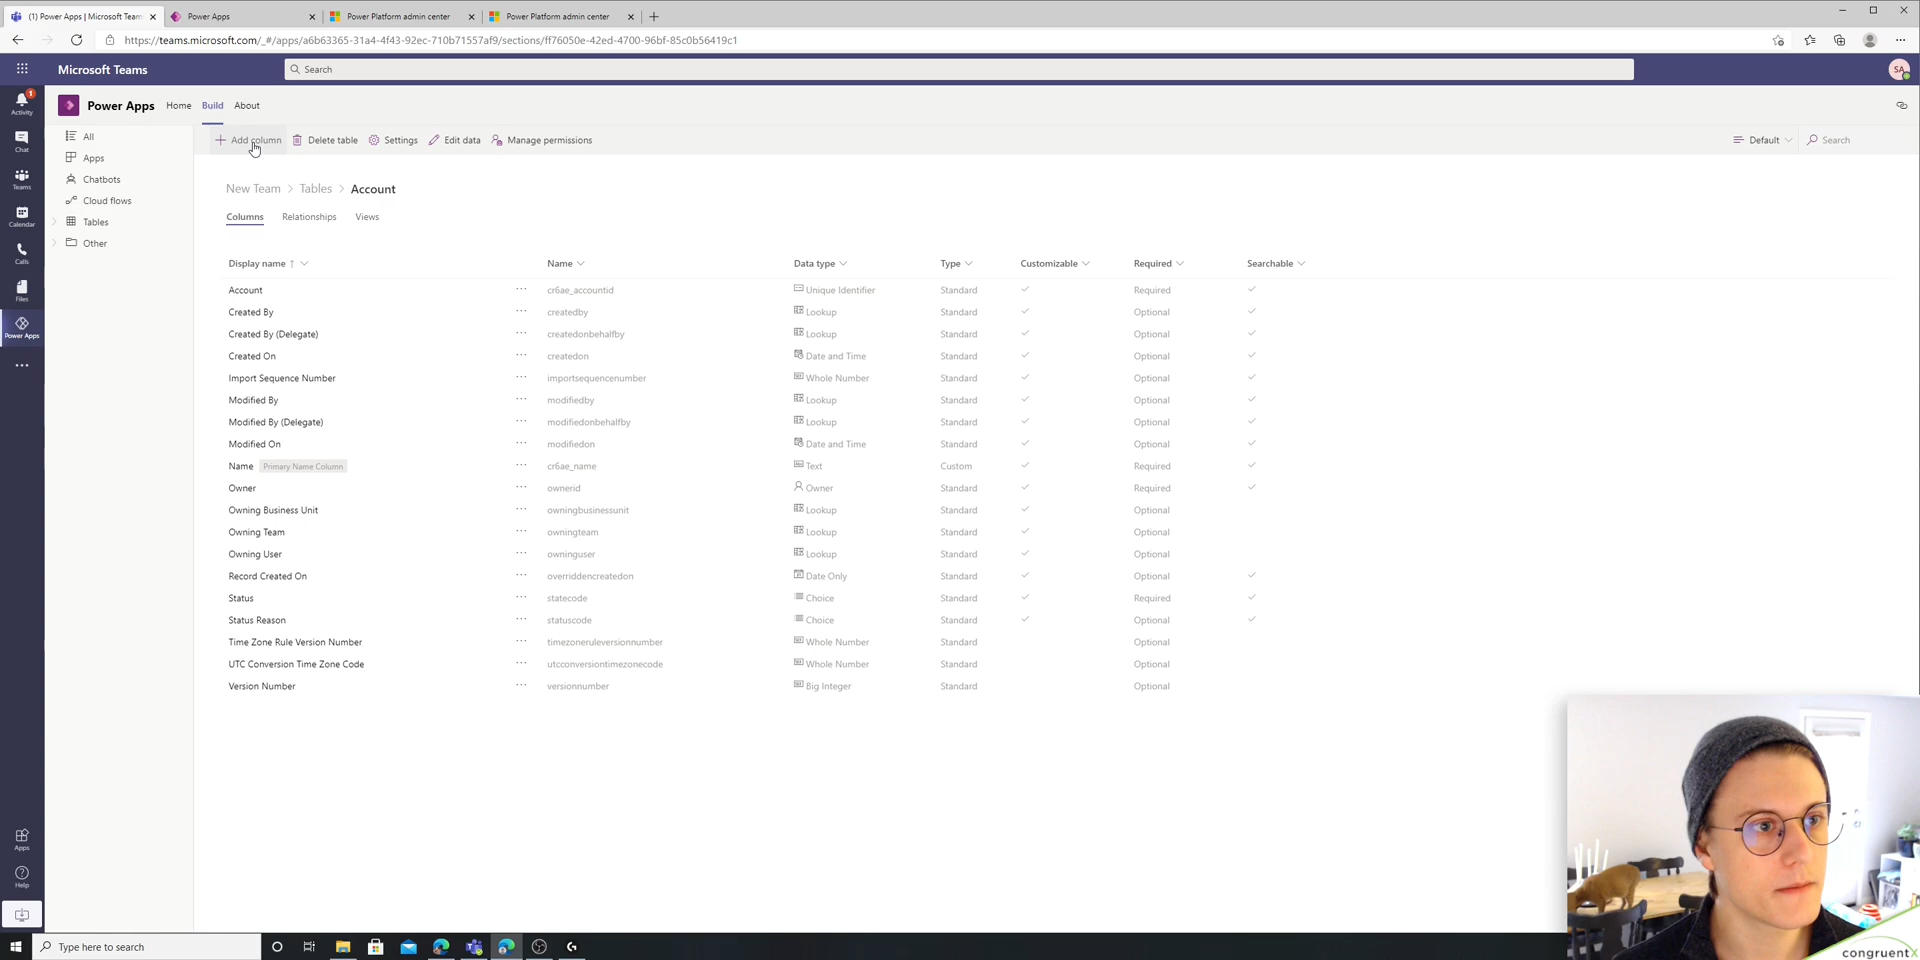 (1) Power Apps | Microsoft Teams
Power Apps
Power Platform admin center
Power Platform admin center
https://teams.microsoft.com/_#/apps/a6b63365-31a4-4f43-92ec-710b71557af9/sections/ff76050e-42ed-4700-96bf-85c0b56419c1
Microsoft Teams
Search
SA
Power Apps Home Build About
Activity
1
Chat
Teams
Calendar
Calls
Files
Power Apps
Apps
Help
All
Apps
Chatbots
Cloud flows
Tables
Other
Add column Delete table Settings Edit data Manage permissions Default Search
New Team > Tables > Account
Columns Relationships Views
Display name Name Data type Type Customizable Required Searchable
Account cr6ae_accountid Unique Identifier Standard Required
Created By createdby Lookup Standard Optional
Created By (Delegate) createdonbehalfby Lookup Standard Optional
Created On createdon Date and Time Standard Optional
Import Sequence Number importsequencenumber Whole Number Standard Optional
Modified By modifiedby Lookup Standard Optional
Modified By (Delegate) modifiedonbehalfby Lookup Standard Optional
Modified On modifiedon Date and Time Standard Optional
Name Primary Name Column cr6ae_name Text Custom Required
Owner ownerid Owner Standard Required
Owning Business Unit owningbusinessunit Lookup Standard Optional
Owning Team owningteam Lookup Standard Optional
Owning User owninguser Lookup Standard Optional
Record Created On overriddencreatedon Date Only Standard Optional
Status statecode Choice Standard Required
Status Reason statuscode Choice Standard Optional
Time Zone Rule Version Number timezoneruleversionnumber Whole Number Standard Optional
UTC Conversion Time Zone Code utcconversiontimezonecode Whole Number Standard Optional
Version Number versionnumber Big Integer Standard Optional
congruentX
Type here to search